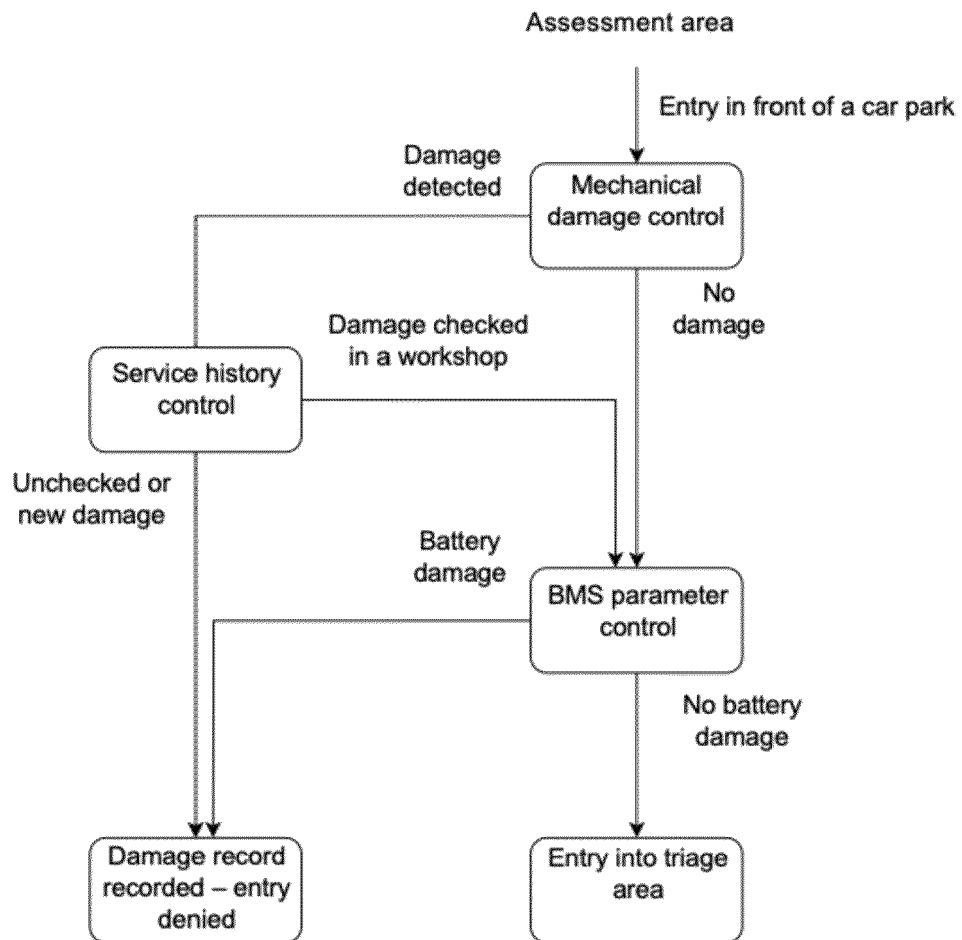 Assessment area
Entry in front of a car park
Damage
detected
Mechanical
damage control
No
damage
Damage checked
in a workshop
Service history
control
Unchecked or
new damage
Battery
damage
BMS parameter
control
No battery
damage
Damage record
recorded – entry
denied
Entry into triage
area